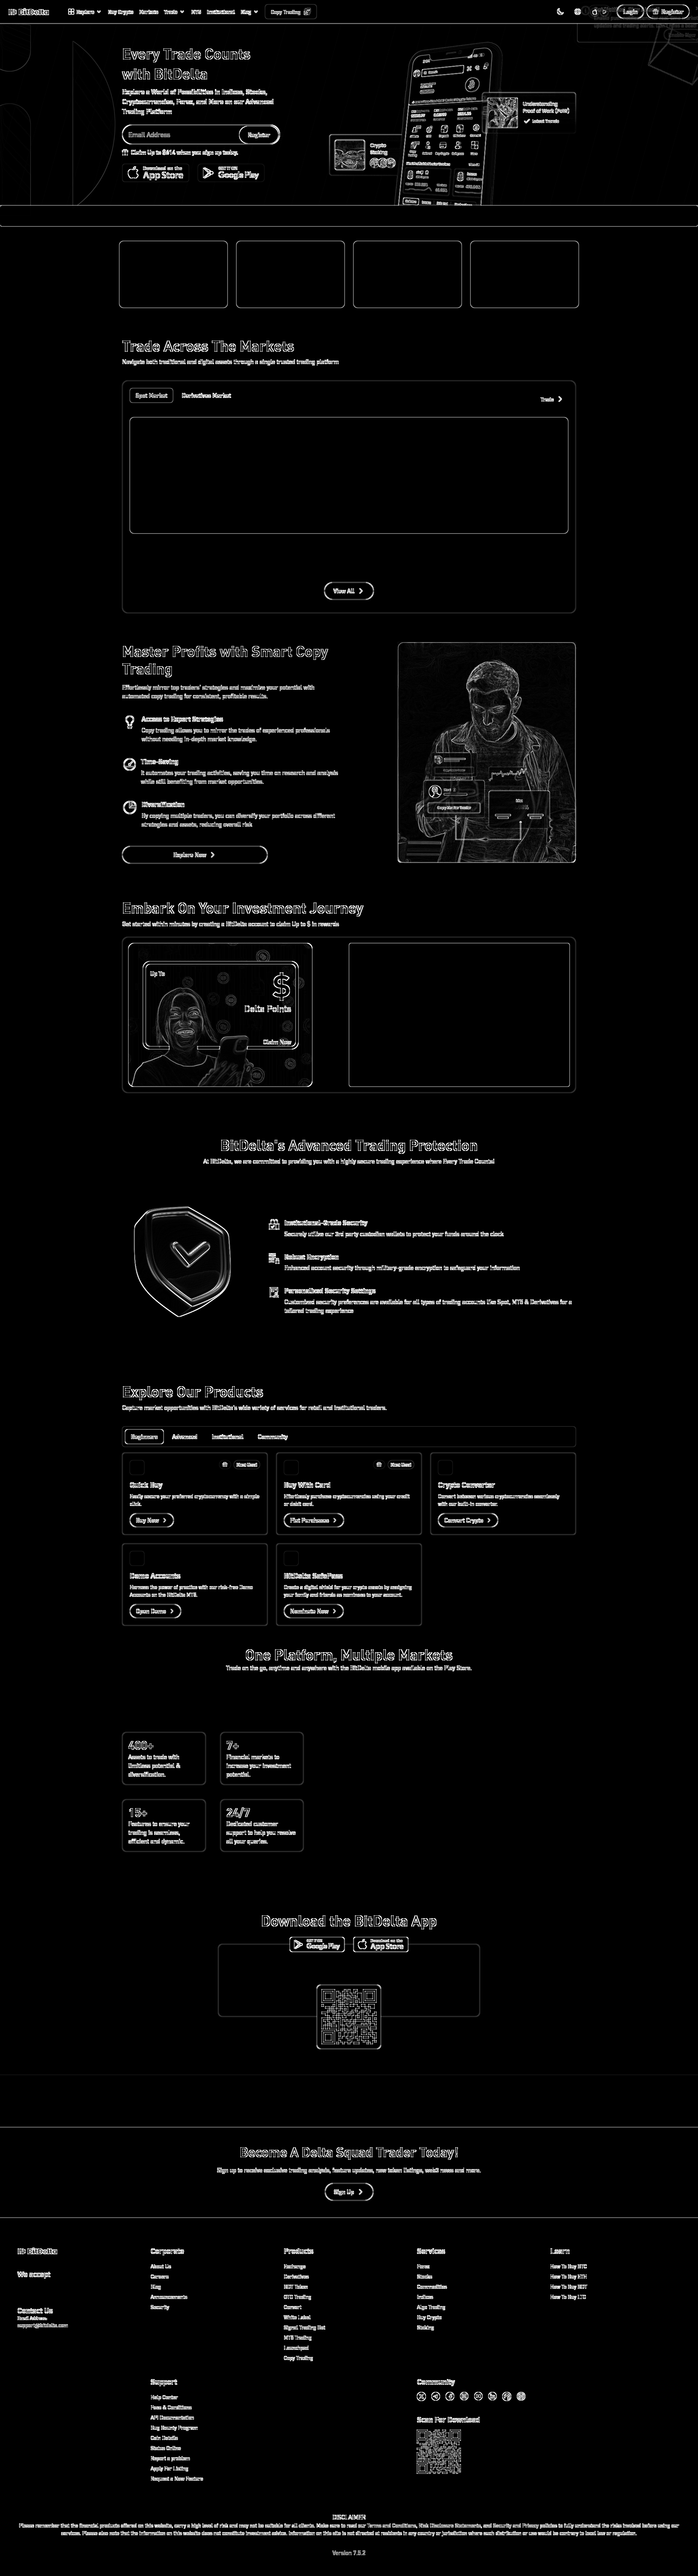 BitDelta
Explore
Buy Crypto
Markets
Trade
MT5
Institutional
Blog
Copy Trading
Login
Register
Every Trade Counts
with BitDelta
Explore a World of Possibilities in Indices, Stocks,
Cryptocurrencies, Forex, and More on our Advanced
Trading Platform
Email Address
Register
Claim Up to $614 when you sign up today.
Download on the
App Store
GET IT ON
Google Play
Crypto
Staking
Understanding
Proof of Work (PoW)
Latest Trends
Trade Across The Markets
Navigate both traditional and digital assets through a single trusted trading platform
Spot Market
Derivatives Market
Trade
View All
Master Profits with Smart Copy
Trading
Effortlessly mirror top traders' strategies and maximise your potential with
automated copy trading for consistent, profitable results.
Access to Expert Strategies
Copy trading allows you to mirror the trades of experienced professionals
without needing in-depth market knowledge.
Time-Saving
It automates your trading activities, saving you time on research and analysis
while still benefiting from market opportunities.
Diversification
By copying multiple traders, you can diversify your portfolio across different
strategies and assets, reducing overall risk
Explore Now
Embark On Your Investment Journey
Get started within minutes by creating a BitDelta account to claim Up to $ in rewards
Up To
$
Delta Points
Claim Now
BitDelta's Advanced Trading Protection
At BitDelta, we are committed to providing you with a highly secure trading experience where Every Trade Counts!
Institutional-Grade Security
Securely utilise our 3rd party custodian wallets to protect your funds around the clock
Robust Encryption
Enhanced account security through military-grade encryption to safeguard your information
Personalised Security Settings
Customised security preferences are available for all types of trading accounts like Spot, MT5 & Derivatives for a
tailored trading experience
Explore Our Products
Capture market opportunities with BitDelta's wide variety of services for retail and institutional traders.
Beginners
Advanced
Institutional
Community
Quick Buy
Easily secure your preferred cryptocurrency with a simple
click.
Buy Now
Buy With Card
Effortlessly purchase cryptocurrencies using your credit
or debit card.
Fiat Purchases
Crypto Converter
Convert between various cryptocurrencies seamlessly
with our built-in converter.
Convert Crypto
Demo Accounts
Harness the power of practice with our risk-free Demo
Accounts on the BitDelta MT5.
Open Demo
BitDelta SafePass
Create a digital shield for your crypto assets by assigning
your family and friends as nominees to your account.
Nominate Now
One Platform, Multiple Markets
Trade on the go, anytime and anywhere with the BitDelta mobile app available on the Play Store.
400+
Assets to trade with
limitless potential &
diversification.
7+
Financial markets to
increase your investment
potential.
15+
Features to ensure your
trading is seamless,
efficient and dynamic.
24/7
Dedicated customer
support to help you resolve
all your queries.
Download the BitDelta App
GET IT ON
Google Play
Download on the
App Store
Become A Delta Squad Trader Today!
Sign up to receive exclusive trading analysis, feature updates, new token listings, web3 news and more.
Sign Up
BitDelta
We accept
Contact Us
Email Address:
support@bitdelta.com
Corporate
About Us
Careers
Blog
Announcements
Security
Products
Exchange
Derivatives
BDT Token
OTC Trading
Convert
White Label
Signal Trading Bot
MT5 Trading
Launchpad
Copy Trading
Services
Forex
Stocks
Commodities
Indices
Algo Trading
Buy Crypto
Staking
Learn
How To Buy BTC
How To Buy ETH
How To Buy BDT
How To Buy LTC
Support
Help Center
Fees & Conditions
API Documentation
Bug Bounty Program
Coin Details
Status Online
Report a problem
Apply For Listing
Request a New Feature
Community
Scan For Download
DISCLAIMER
Please remember that the financial products offered on this website, carry a high level of risk and may not be suitable for all clients. Make sure to read our Terms and Conditions, Risk Disclosure Statements, and Security and Privacy policies to fully understand the risks involved before using our
services. Please also note that the information on this website does not constitute investment advice. Information on this site is not directed at residents in any country or jurisdiction where such distribution or use would be contrary to local law or regulation.
Version 7.5.2